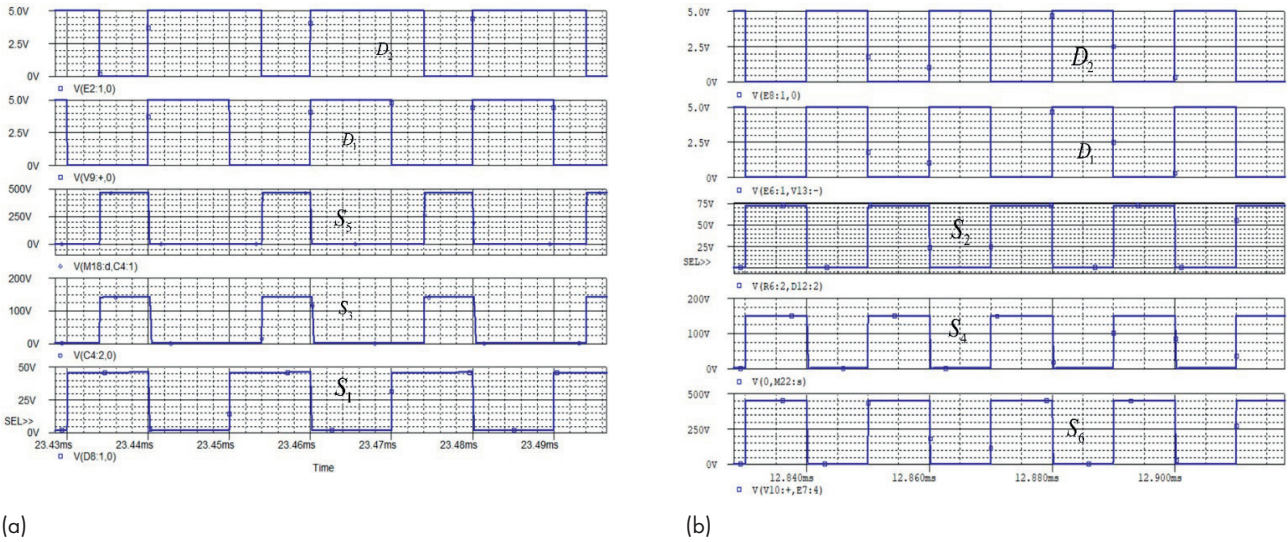 5.0V
2.5V
0V
D2
V(E2:1,0)
5.0V
2.5V
0V
D1
V(V9:+,0)
500V
250V
0V
S5
V(M18:d,C4:1)
200V
100V
0V
S3
V(C4:2,0)
50V
25V
SEL>>
0V
S1
23.43ms 23.44ms 23.45ms 23.46ms 23.47ms 23.48ms 23.49ms
V(D8:1,0)
Time
(a)
5.0V
2.5V
0V
D2
V(E8:1,0)
5.0V
2.5V
0V
D1
V(E6:1,V13:-)
75V
50V
25V
SEL>>
S2
V(R6:2,D12:2)
200V
100V
0V
S4
V(0,M22:s)
500V
250V
0V
S6
12.840ms 12.860ms 12.880ms 12.900ms
V(V10:+,E7:4)
(b)